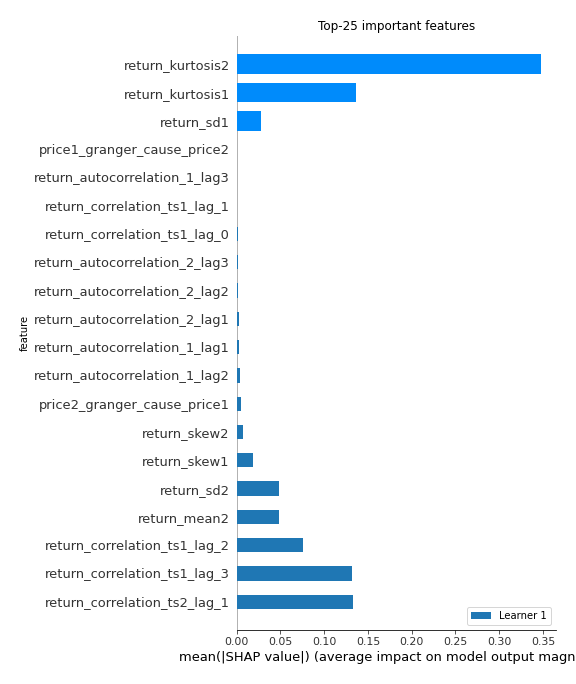 Top-25 important features
return_kurtosis2
return_kurtosis1
return_sd1
price1_granger_cause_price2
return_autocorrelation_1_lag3
return_correlation_ts1_lag_1
return_correlation_ts1_lag_0
return_autocorrelation_2_lag3
return_autocorrelation_2_lag2
return_autocorrelation_2_lag1
return_autocorrelation_1_lag1
return_autocorrelation_1_lag2
price2_granger_cause_price1
return_skew2
return_skew1
return_sd2
return_mean2
return_correlation_ts1_lag_2
return_correlation_ts1_lag_3
return_correlation_ts2_lag_1
feature
Learner 1
0.00 0.05 0.10 0.15 0.20 0.25 0.30 0.35
mean(|SHAP value|) (average impact on model output magn